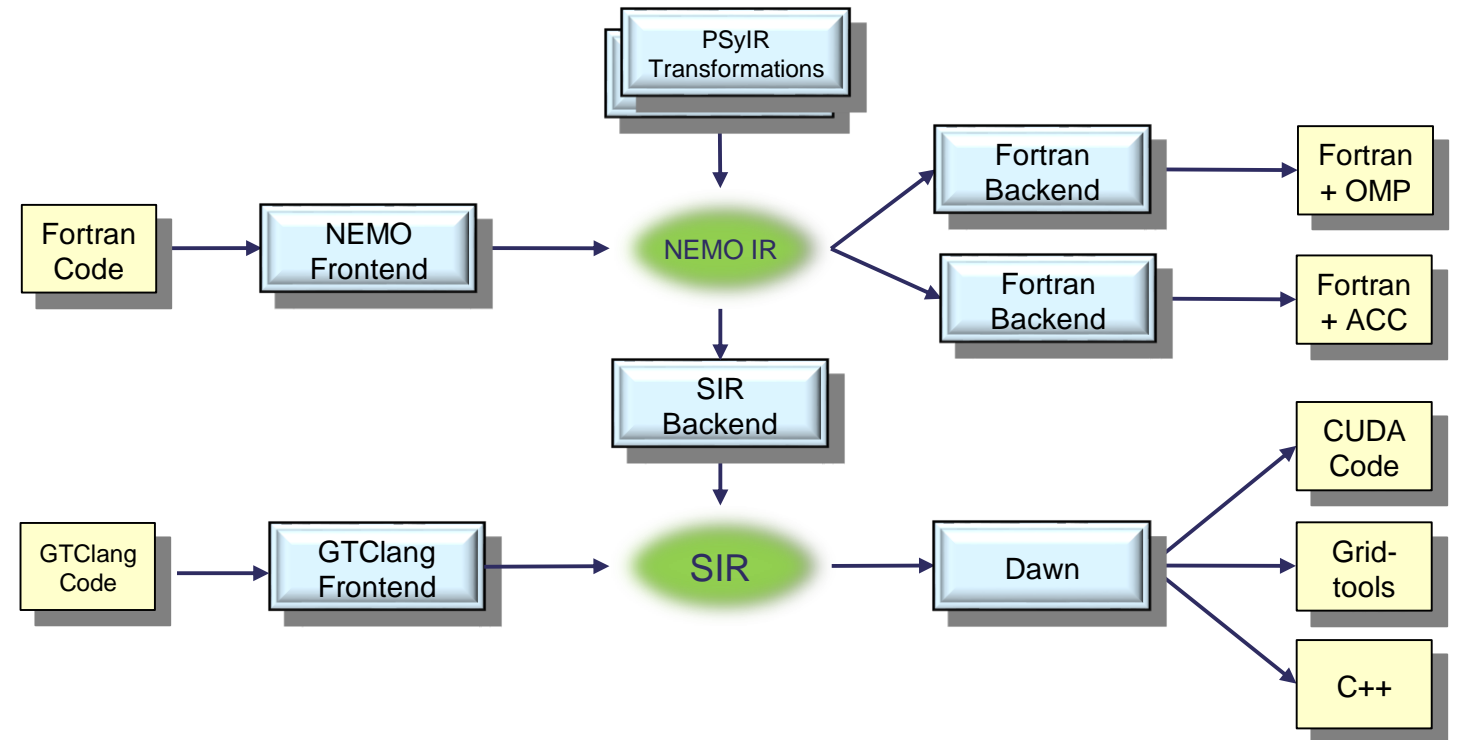 PSyIR
Transformations
Fortran
Backend
Fortran
+ OMP
Fortran
Code
NEMO
Frontend
NEMO IR
Fortran
Backend
Fortran
+ ACC
SIR
Backend
CUDA
Code
GTClang
Code
GTClang
Frontend
SIR
Dawn
Grid-
tools
C++